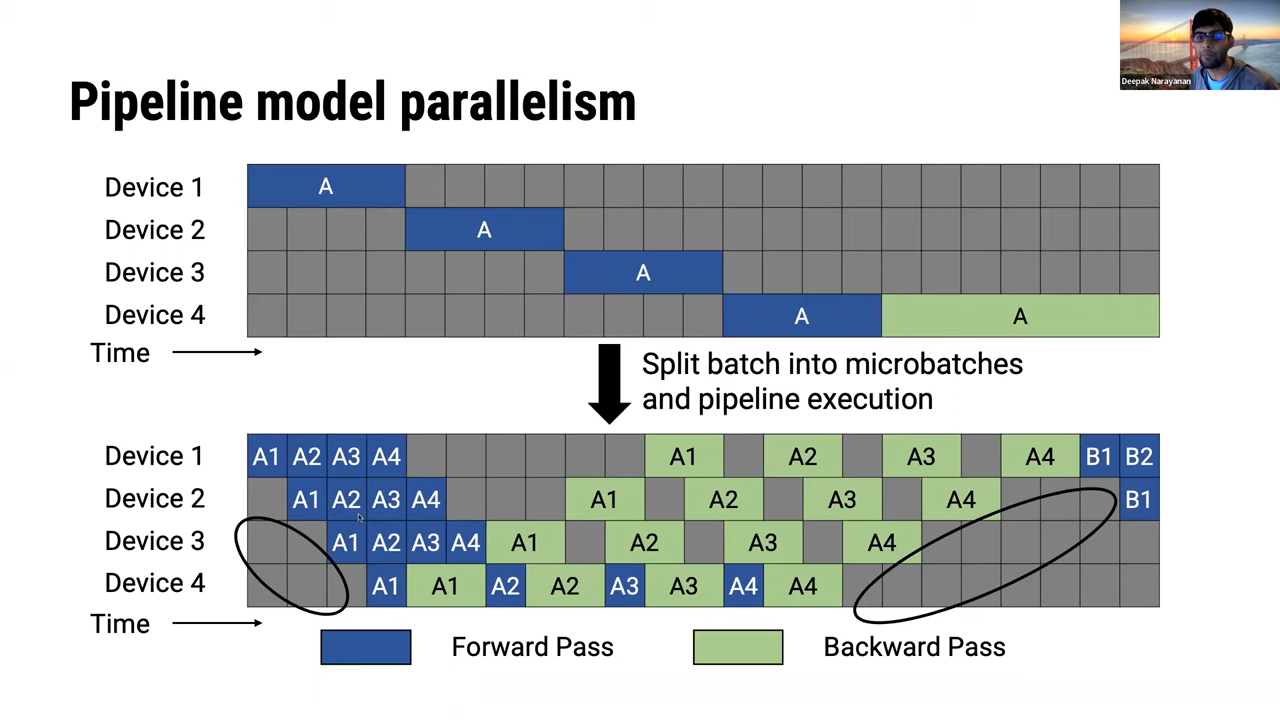 Deepak Narayanan
Pipeline model parallelism
Device 1 A
Device 2 A
Device 3 A
Device 4 A A
Time
Split batch into microbatches
and pipeline execution
Device 1 A1 A2 A3 A4 A1 A2 A3 A4 B1 B2
Device 2 A1 A2 A3 A4 A1 A2 A3 A4 B1
Device 3 A1 A2 A3 A4 A1 A2 A3 A4
Device 4 A1 A1 A2 A2 A3 A3 A4 A4
Time
Forward Pass Backward Pass